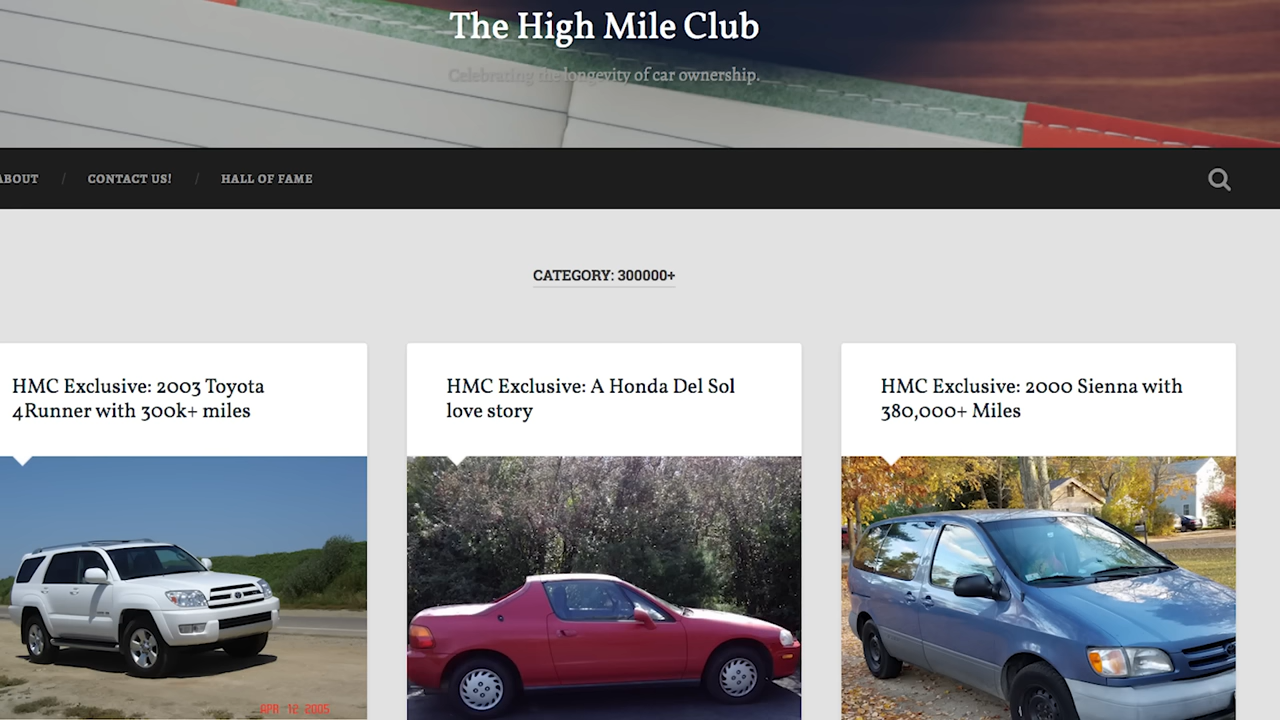 The High Mile Club
Celebrating the longevity of car ownership.
ABOUT / CONTACT US! / HALL OF FAME
CATEGORY: 300000+
HMC Exclusive: 2003 Toyota
4Runner with 300k+ miles
HMC Exclusive: A Honda Del Sol
love story
HMC Exclusive: 2000 Sienna with
380,000+ Miles
APR 12 2005